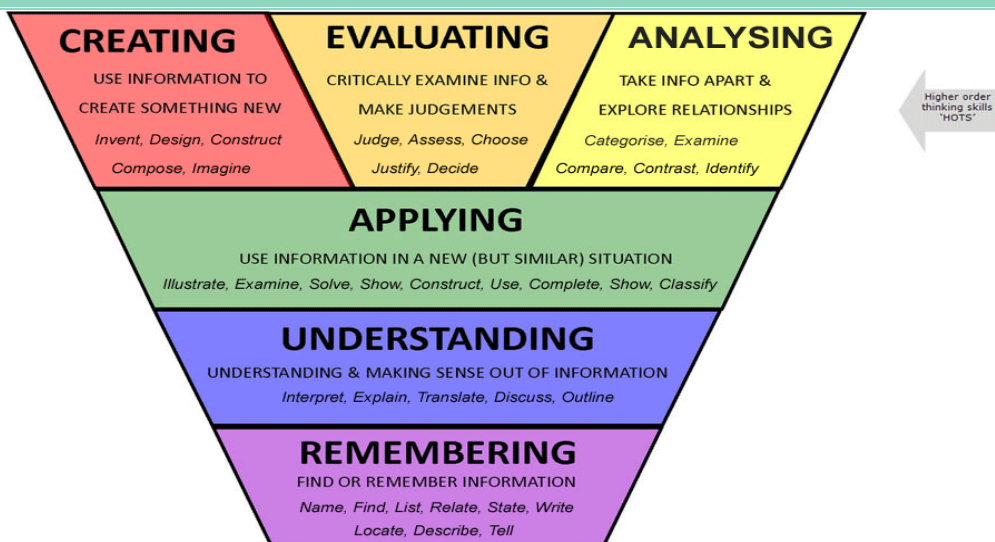 CREATING
USE INFORMATION TO
CREATE SOMETHING NEW
Invent, Design, Construct
Compose, Imagine
EVALUATING
CRITICALLY EXAMINE INFO &
MAKE JUDGEMENTS
Judge, Assess, Choose
Justify, Decide
ANALYSING
TAKE INFO APART &
EXPLORE RELATIONSHIPS
Categorise, Examine
Compare, Contrast, Identify
Higher order
thinking skills
'HOTS'
APPLYING
USE INFORMATION IN A NEW (BUT SIMILAR) SITUATION
Illustrate, Examine, Solve, Show, Construct, Use, Complete, Show, Classify
UNDERSTANDING
UNDERSTANDING & MAKING SENSE OUT OF INFORMATION
Interpret, Explain, Translate, Discuss, Outline
REMEMBERING
FIND OR REMEMBER INFORMATION
Name, Find, List, Relate, State, Write
Locate, Describe, Tell